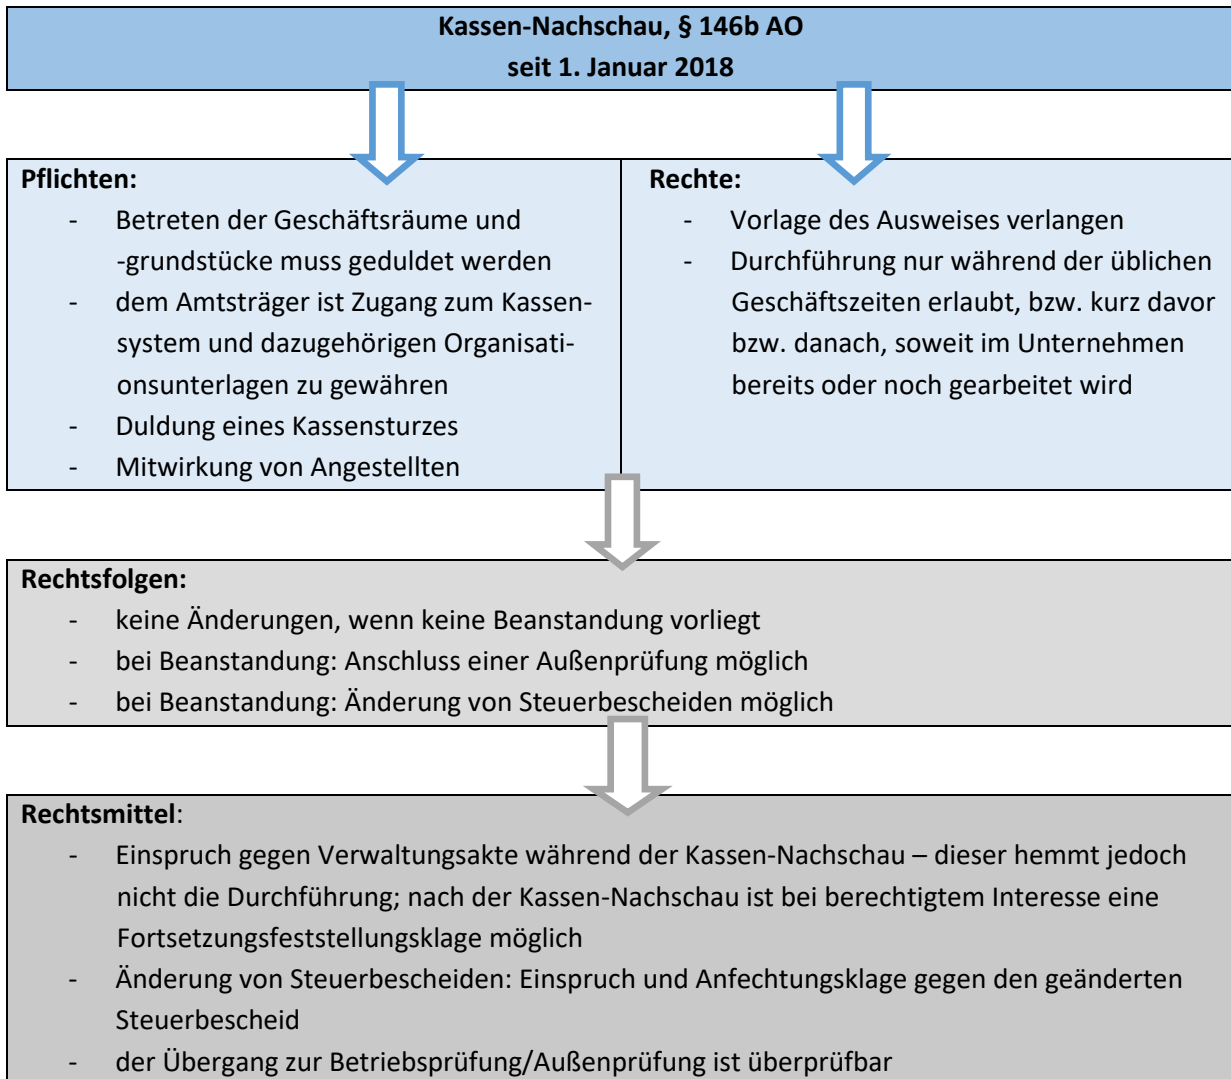 Kassen-Nachschau, § 146b AO
seit 1. Januar 2018
Pflichten:
- Betreten der Geschäftsräume und
-grundstücke muss geduldet werden
- dem Amtsträger ist Zugang zum Kassen-
system und dazugehörigen Organisati-
onsunterlagen zu gewähren
- Duldung eines Kassensturzes
- Mitwirkung von Angestellten
Rechte:
- Vorlage des Ausweises verlangen
- Durchführung nur während der üblichen
Geschäftszeiten erlaubt, bzw. kurz davor
bzw. danach, soweit im Unternehmen
bereits oder noch gearbeitet wird
Rechtsfolgen:
- keine Änderungen, wenn keine Beanstandung vorliegt
- bei Beanstandung: Anschluss einer Außenprüfung möglich
- bei Beanstandung: Änderung von Steuerbescheiden möglich
Rechtsmittel:
- Einspruch gegen Verwaltungsakte während der Kassen-Nachschau – dieser hemmt jedoch
nicht die Durchführung; nach der Kassen-Nachschau ist bei berechtigtem Interesse eine
Fortsetzungsfeststellungsklage möglich
- Änderung von Steuerbescheiden: Einspruch und Anfechtungsklage gegen den geänderten
Steuerbescheid
- der Übergang zur Betriebsprüfung/Außenprüfung ist überprüfbar